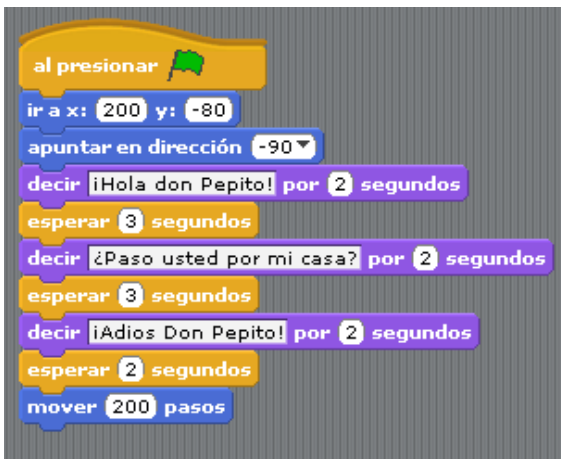 al presionar
ir a x: 200 y: -80
apuntar en dirección -90
decir ¡Hola don Pepito! por 2 segundos
esperar 3 segundos
decir ¿Paso usted por mi casa? por 2 segundos
esperar 3 segundos
decir ¡Adios Don Pepito! por 2 segundos
esperar 2 segundos
mover 200 pasos